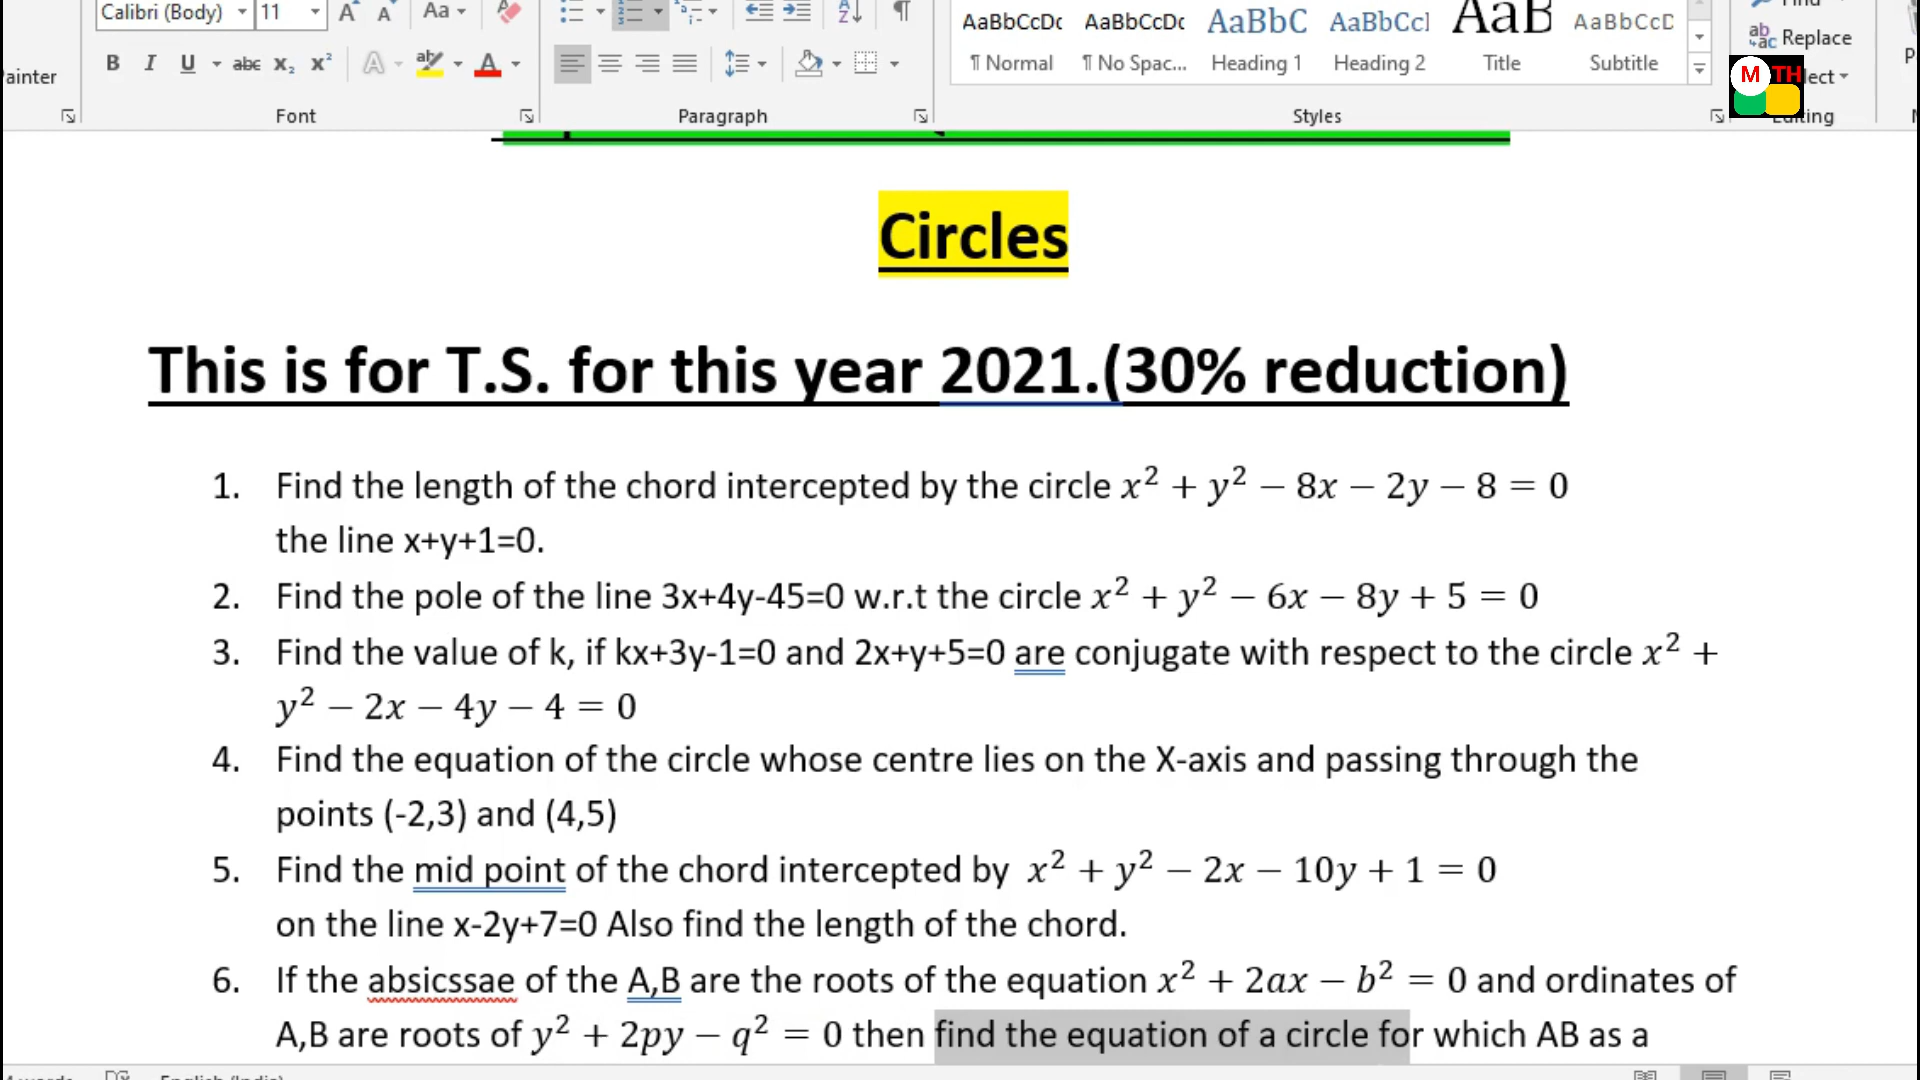 Calibri (Body) 11 A A Aa
ainter B I U abc x₂ x² A aby A
Font Paragraph Styles Editing
AaBbCcDc AaBbCcDc AaBbC AaBbCcl AaB AaBbCcD
¶ Normal ¶ No Spac... Heading 1 Heading 2 Title Subtitle
Replace
lect
M TH
Circles
This is for T.S. for this year 2021.(30% reduction)
1. Find the length of the chord intercepted by the circle x² + y² − 8x − 2y − 8 = 0
the line x+y+1=0.
2. Find the pole of the line 3x+4y-45=0 w.r.t the circle x² + y² − 6x − 8y + 5 = 0
3. Find the value of k, if kx+3y-1=0 and 2x+y+5=0 are conjugate with respect to the circle x² +
y² − 2x − 4y − 4 = 0
4. Find the equation of the circle whose centre lies on the X-axis and passing through the
points (-2,3) and (4,5)
5. Find the mid point of the chord intercepted by x² + y² − 2x − 10y + 1 = 0
on the line x-2y+7=0 Also find the length of the chord.
6. If the absicssae of the A,B are the roots of the equation x² + 2ax − b² = 0 and ordinates of
A,B are roots of y² + 2py − q² = 0 then find the equation of a circle for which AB as a